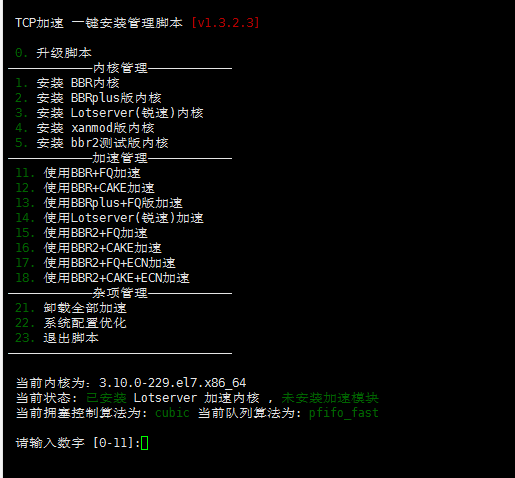 TCP加速 一键安装管理脚本 [v1.3.2.3]
0. 升级脚本
————————————内核管理————————————
1. 安装 BBR内核
2. 安装 BBRplus版内核
3. 安装 Lotserver(锐速)内核
4. 安装 xanmod版内核
5. 安装 bbr2测试版内核
————————————加速管理————————————
11. 使用BBR+FQ加速
12. 使用BBR+CAKE加速
13. 使用BBRplus+FQ版加速
14. 使用Lotserver(锐速)加速
15. 使用BBR2+FQ加速
16. 使用BBR2+CAKE加速
17. 使用BBR2+FQ+ECN加速
18. 使用BBR2+CAKE+ECN加速
————————————杂项管理————————————
21. 卸载全部加速
22. 系统配置优化
23. 退出脚本
————————————————————————————————
当前内核为：3.10.0-229.el7.x86_64
当前状态: 已安装 Lotserver 加速内核 , 未安装加速模块
当前拥塞控制算法为: cubic 当前队列算法为: pfifo_fast
请输入数字 [0-11]: